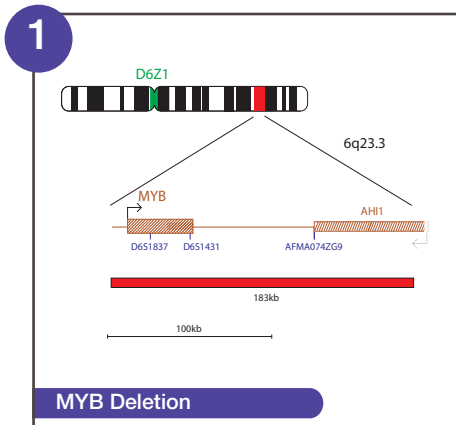 1
D6Z1
6q23.3
MYB
AHI1
D6S1837 D6S1431 AFMA074ZG9
183kb
100kb
MYB Deletion